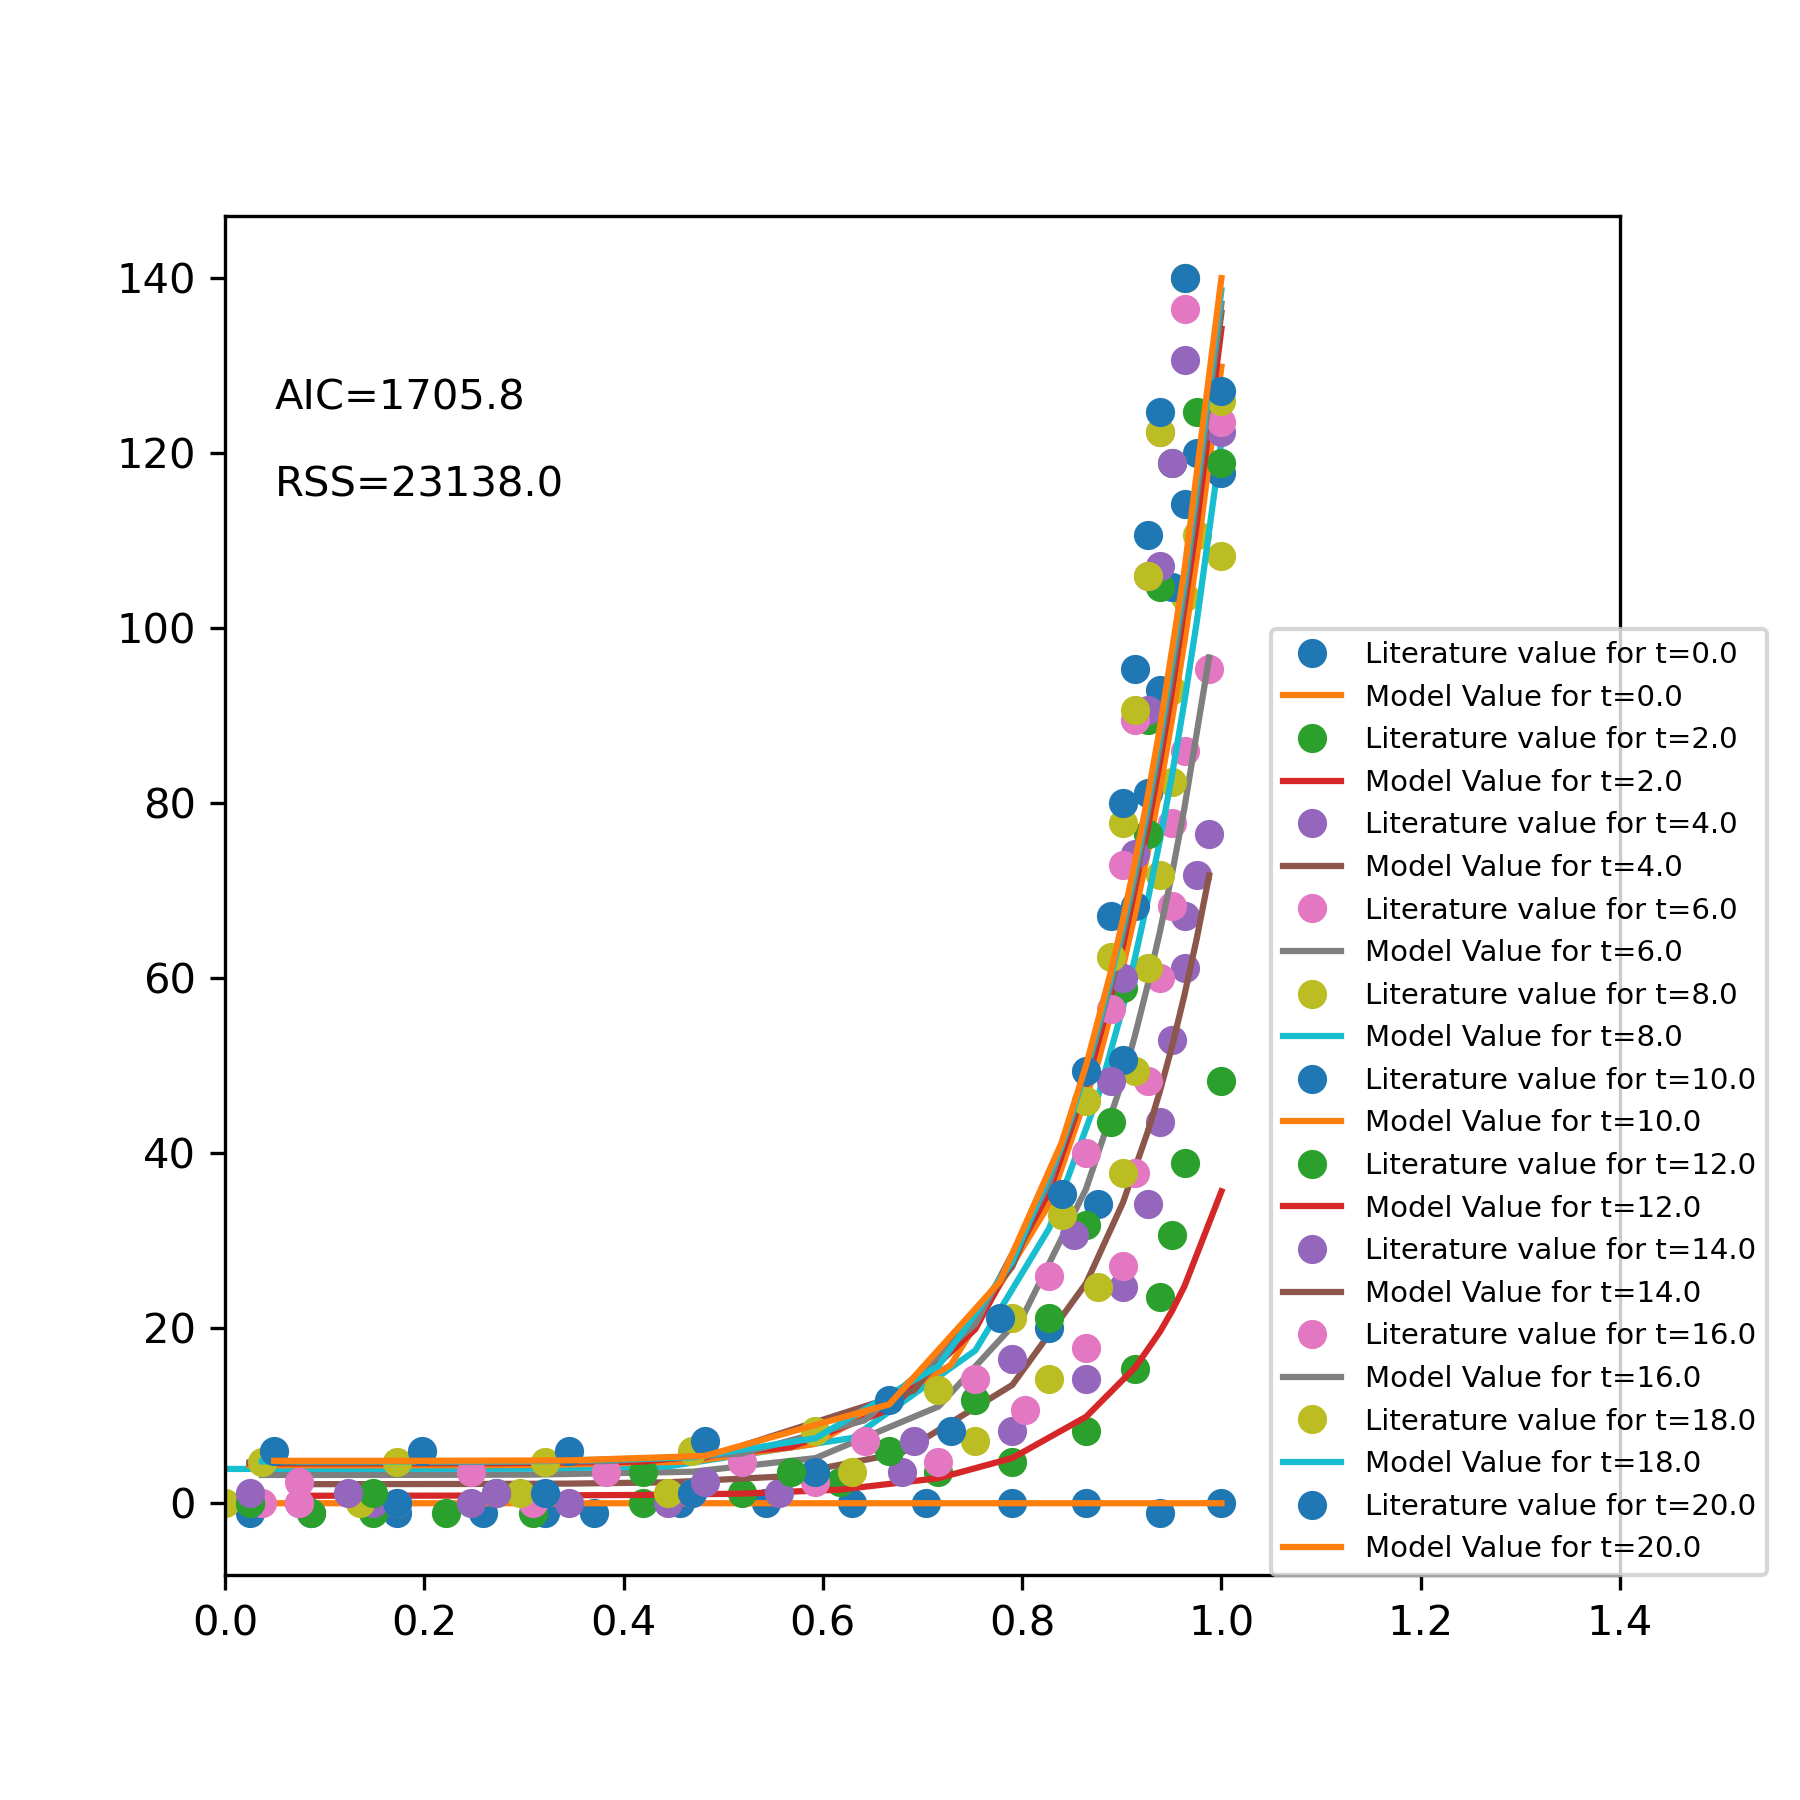 140
120
100
80
60
40
20
0
0.0 0.2 0.4 0.6 0.8 1.0 1.2 1.4
AIC=1705.8
RSS=23138.0
Literature value for t=0.0
Model Value for t=0.0
Literature value for t=2.0
Model Value for t=2.0
Literature value for t=4.0
Model Value for t=4.0
Literature value for t=6.0
Model Value for t=6.0
Literature value for t=8.0
Model Value for t=8.0
Literature value for t=10.0
Model Value for t=10.0
Literature value for t=12.0
Model Value for t=12.0
Literature value for t=14.0
Model Value for t=14.0
Literature value for t=16.0
Model Value for t=16.0
Literature value for t=18.0
Model Value for t=18.0
Literature value for t=20.0
Model Value for t=20.0